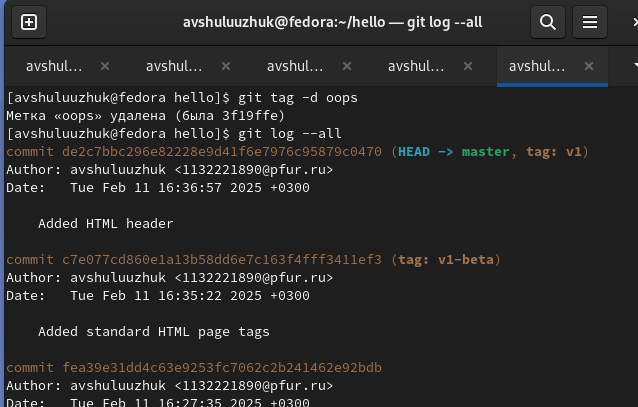 avshuluuzhuk@fedora:~/hello — git log --all
avshul... × avshul... × avshul... × avshul... × avshu... ×
[avshuluuzhuk@fedora hello]$ git tag -d oops
Метка «oops» удалена (была 3f19ffe)
[avshuluuzhuk@fedora hello]$ git log --all
commit de2c7bbc296e82228e9d41f6e7976c95879c0470 (HEAD -> master, tag: v1)
Author: avshuluuzhuk <1132221890@pfur.ru>
Date:   Tue Feb 11 16:36:57 2025 +0300
Added HTML header
commit c7e077cd860e1a13b58dd6e7c163f4fff3411ef3 (tag: v1-beta)
Author: avshuluuzhuk <1132221890@pfur.ru>
Date:   Tue Feb 11 16:35:22 2025 +0300
Added standard HTML page tags
commit fea39e31dd4c63e9253fc7062c2b241462e92bdb
Author: avshuluuzhuk <1132221890@pfur.ru>
Date:   Tue Feb 11 16:27:35 2025 +0300